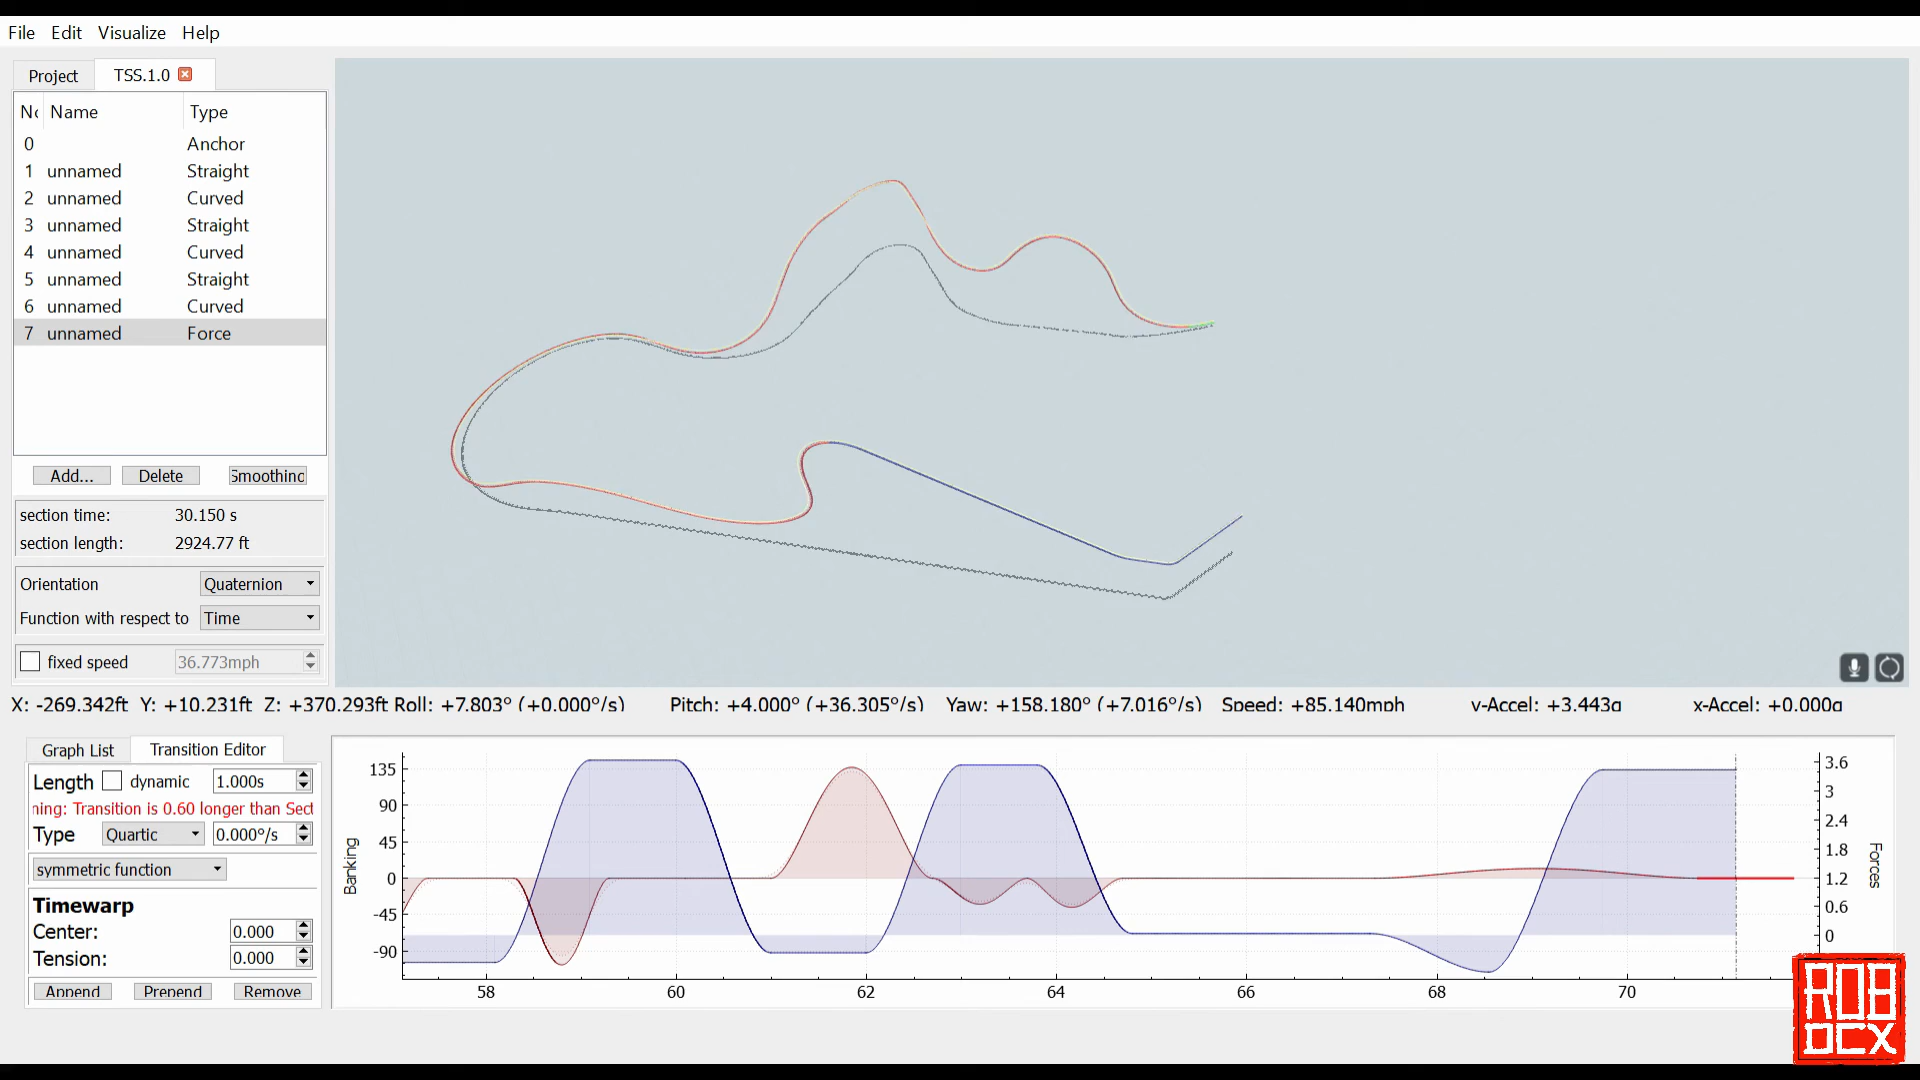 File Edit Visualize Help
Project TSS.1.0
Name Type
0 Anchor
1 unnamed Straight
2 unnamed Curved
3 unnamed Straight
4 unnamed Curved
5 unnamed Straight
6 unnamed Curved
7 unnamed Force
Add... Delete Smoothing
section time: 30.150 s
section length: 2924.77 ft
Orientation Quaternion
Function with respect to Time
fixed speed 36.773mph
X: -269.342ft Y: +10.231ft Z: +370.293ft Roll: +7.803° (+0.000°/s) Pitch: +4.000° (+36.305°/s) Yaw: +158.180° (+7.016°/s) Speed: +85.140mph y-Accel: +3.443g x-Accel: +0.000g
Graph List Transition Editor
Length dynamic 1.000s
ning: Transition is 0.60 longer than Sect
Type Quartic 0.000°/s
symmetric function
Timewarp
Center: 0.000
Tension: 0.000
Append Prepend Remove
Banking
135
90
45
0
-45
-90
58 60 62 64 66 68 70
3.6
3
2.4
1.8
1.2
0.6
0
Forces